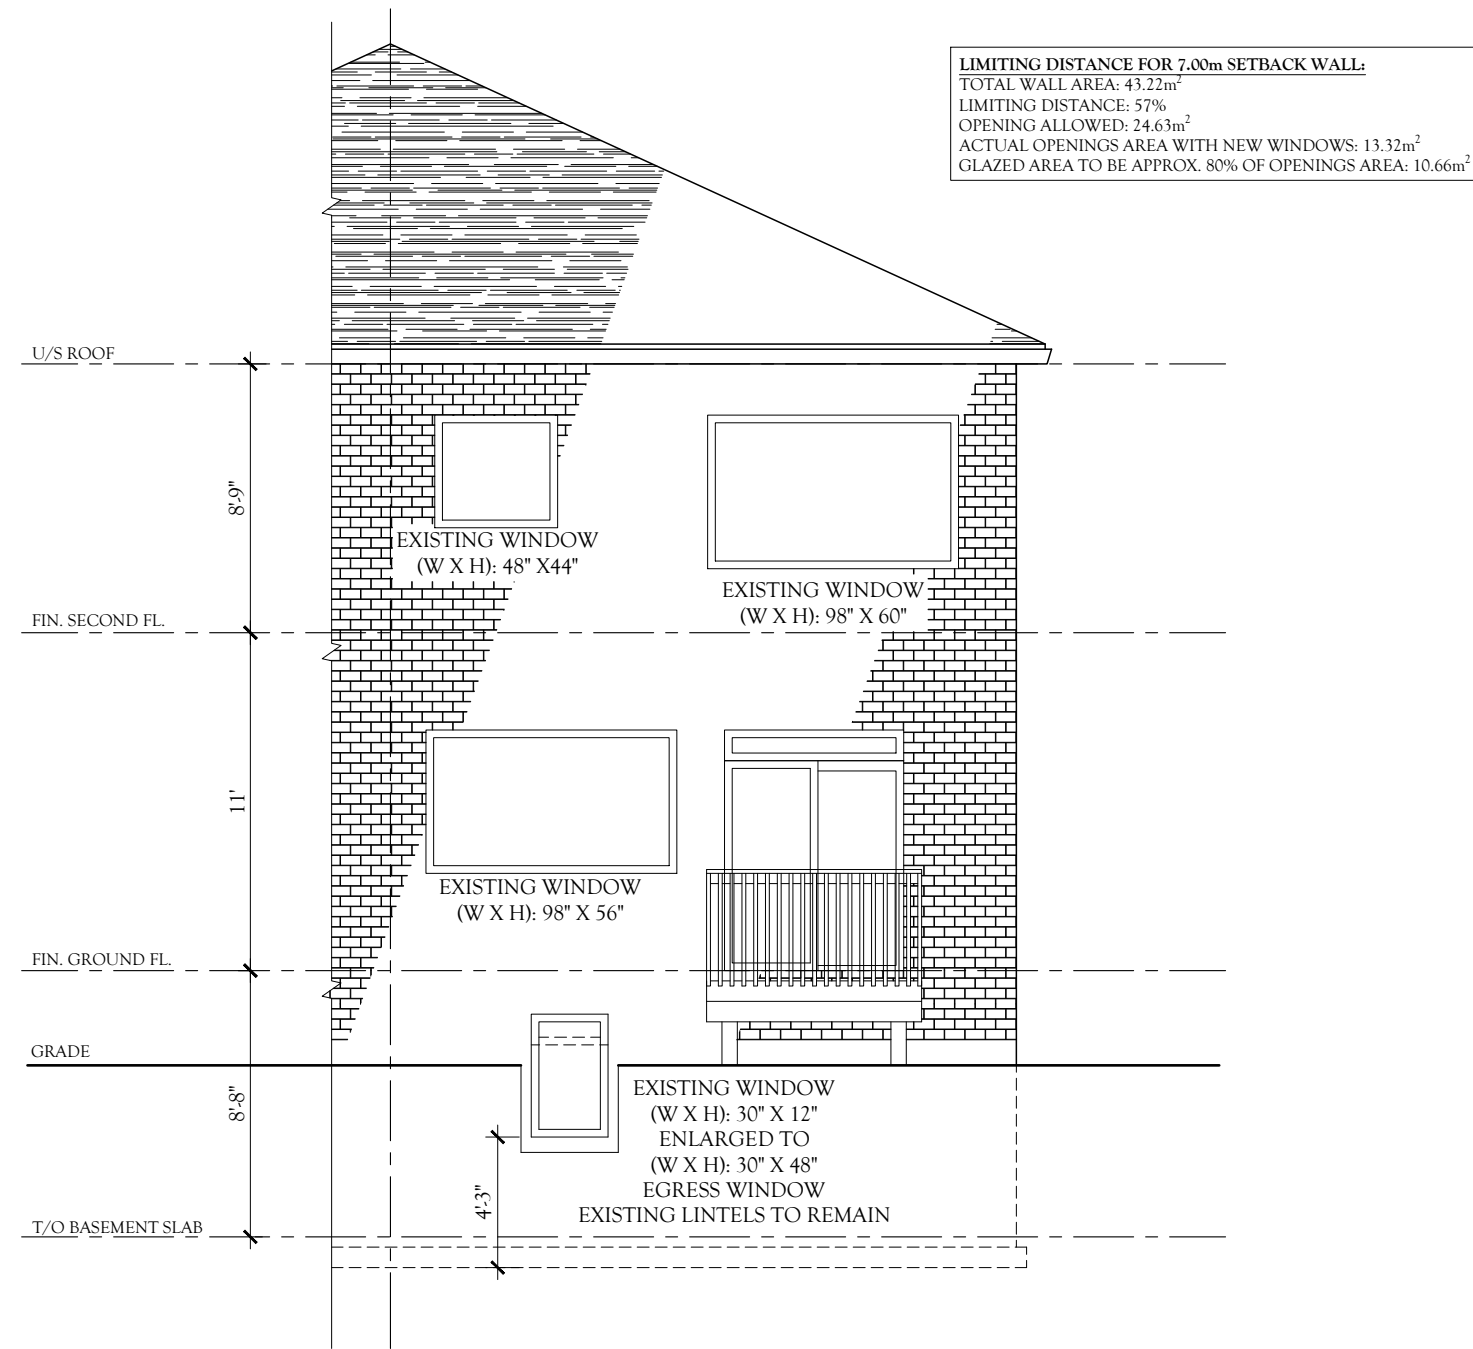 LIMITING DISTANCE FOR 7.00m SETBACK WALL:
TOTAL WALL AREA: 43.22m²
LIMITING DISTANCE: 57%
OPENING ALLOWED: 24.63m²
ACTUAL OPENINGS AREA WITH NEW WINDOWS: 13.32m²
GLAZED AREA TO BE APPROX. 80% OF OPENINGS AREA: 10.66m²
U/S ROOF
8'-9"
EXISTING WINDOW
(W X H): 48" X44"
EXISTING WINDOW
(W X H): 98" X 60"
FIN. SECOND FL.
11'
EXISTING WINDOW
(W X H): 98" X 56"
FIN. GROUND FL.
GRADE
8'-8"
EXISTING WINDOW
(W X H): 30" X 12"
ENLARGED TO
(W X H): 30" X 48"
EGRESS WINDOW
EXISTING LINTELS TO REMAIN
4'-3"
T/O BASEMENT SLAB